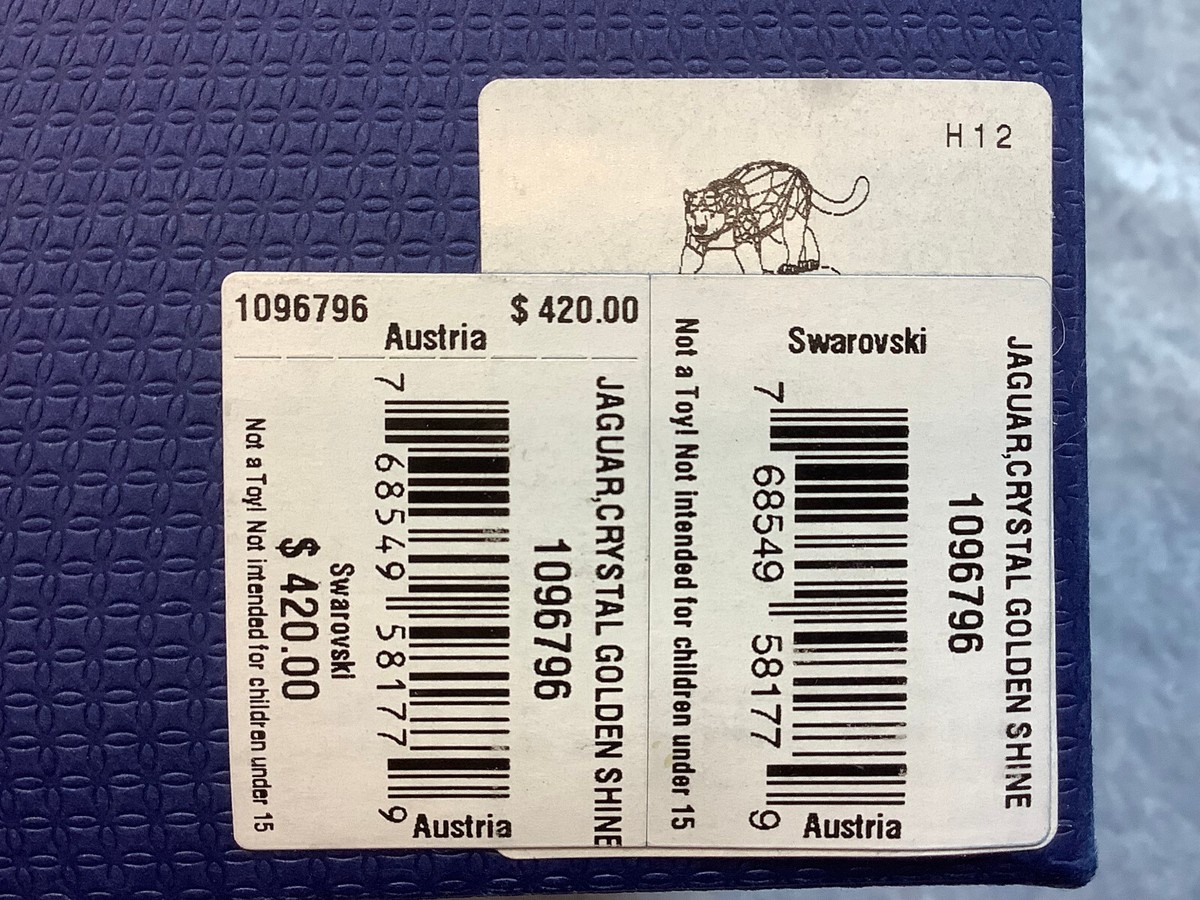 H12
1096796
$ 420.00
Austria
JAGUAR,CRYSTAL GOLDEN SHINE
1096796
7 68549 58177 9
Austria
Swarovski
$ 420.00
Not a Toy! Not intended for children under 15
JAGUAR,CRYSTAL GOLDEN SHINE
1096796
Swarovski
7 68549 58177 9
Austria
Not a Toy! Not intended for children under 15